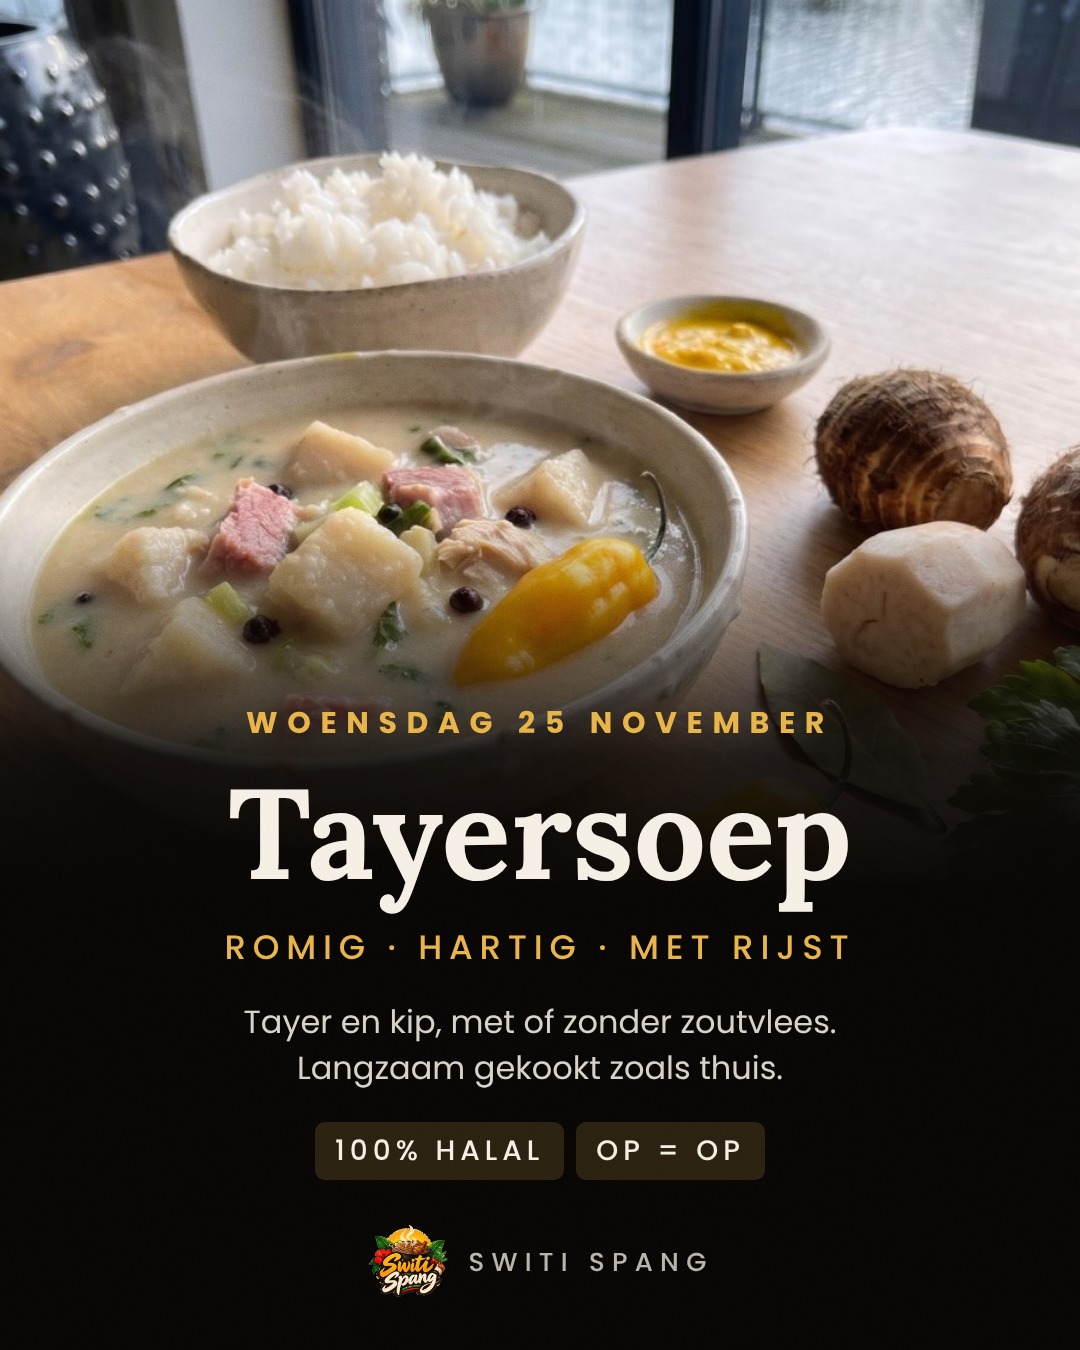 WOENSDAG 25 NOVEMBER
Tayersoep
ROMIG · HARTIG · MET RIJST
Tayer en kip, met of zonder zoutvlees.
Langzaam gekookt zoals thuis.
100% HALAL
OP = OP
Switi
Spang
SWITI SPANG